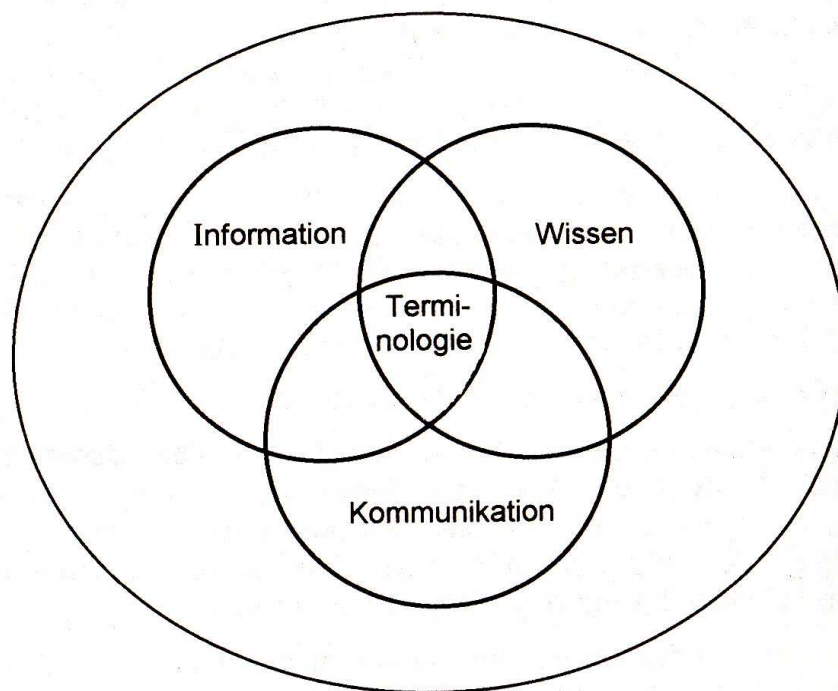 Information
Wissen
Termi-
nologie
Kommunikation